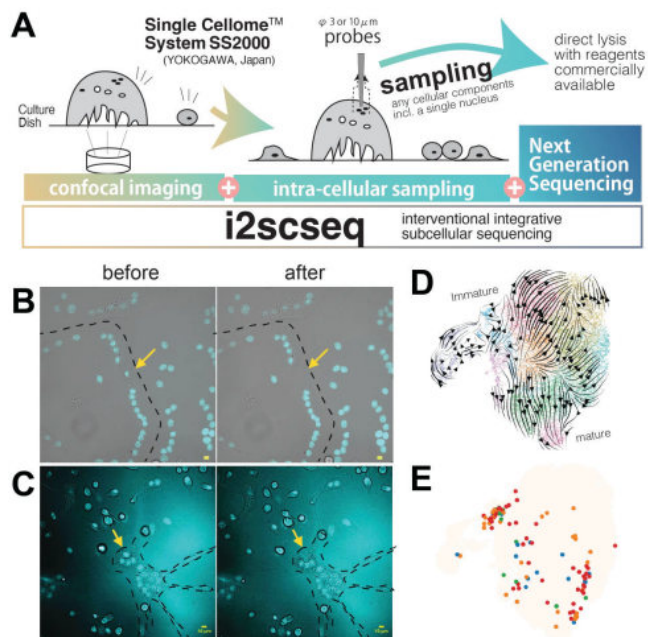 A
Single Cellome™
System SS2000
(YOKOGAWA, Japan)
φ 3 or 10 μm
probes
Culture
Dish
sampling
any cellular components
incl. a single nucleus
direct lysis
with reagents
commercially
available
confocal imaging
+
intra-cellular sampling
+
Next
Generation
Sequencing
i2scseq
interventional integrative
subcellular sequencing
before
after
B
C
D
Immature
mature
E